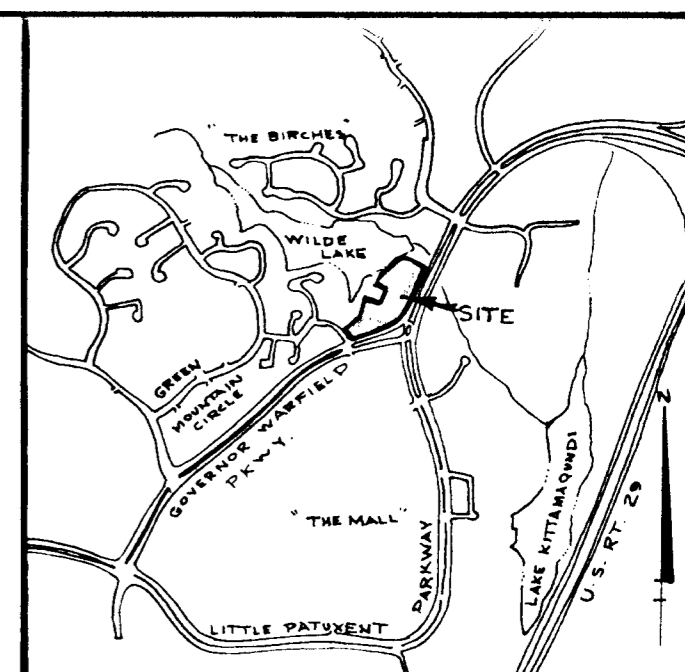 "THE BIRCHES"
WILDE
LAKE
SITE
GREEN
MOUNTAIN
CIRCLE
GOVERNOR WARFIELD
PKWY.
"THE MALL"
PARKWAY
LITTLE PATUXENT
LAKE KITTAMAQUNDI
U.S. RT. 29
N